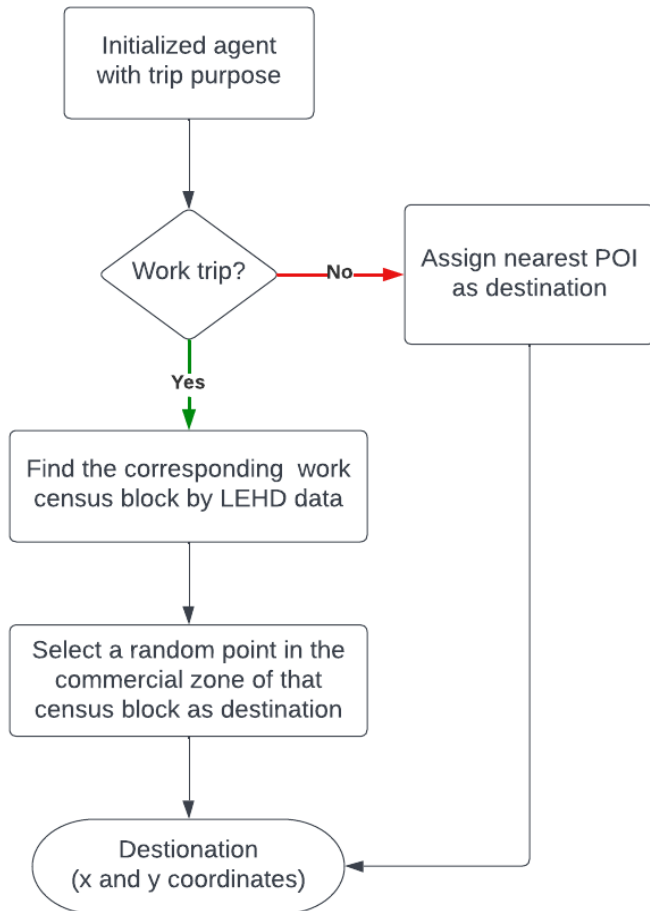 Initialized agent
with trip purpose
Work trip?
No
Assign nearest POI
as destination
Yes
Find the corresponding work
census block by LEHD data
Select a random point in the
commercial zone of that
census block as destination
Destionation
(x and y coordinates)